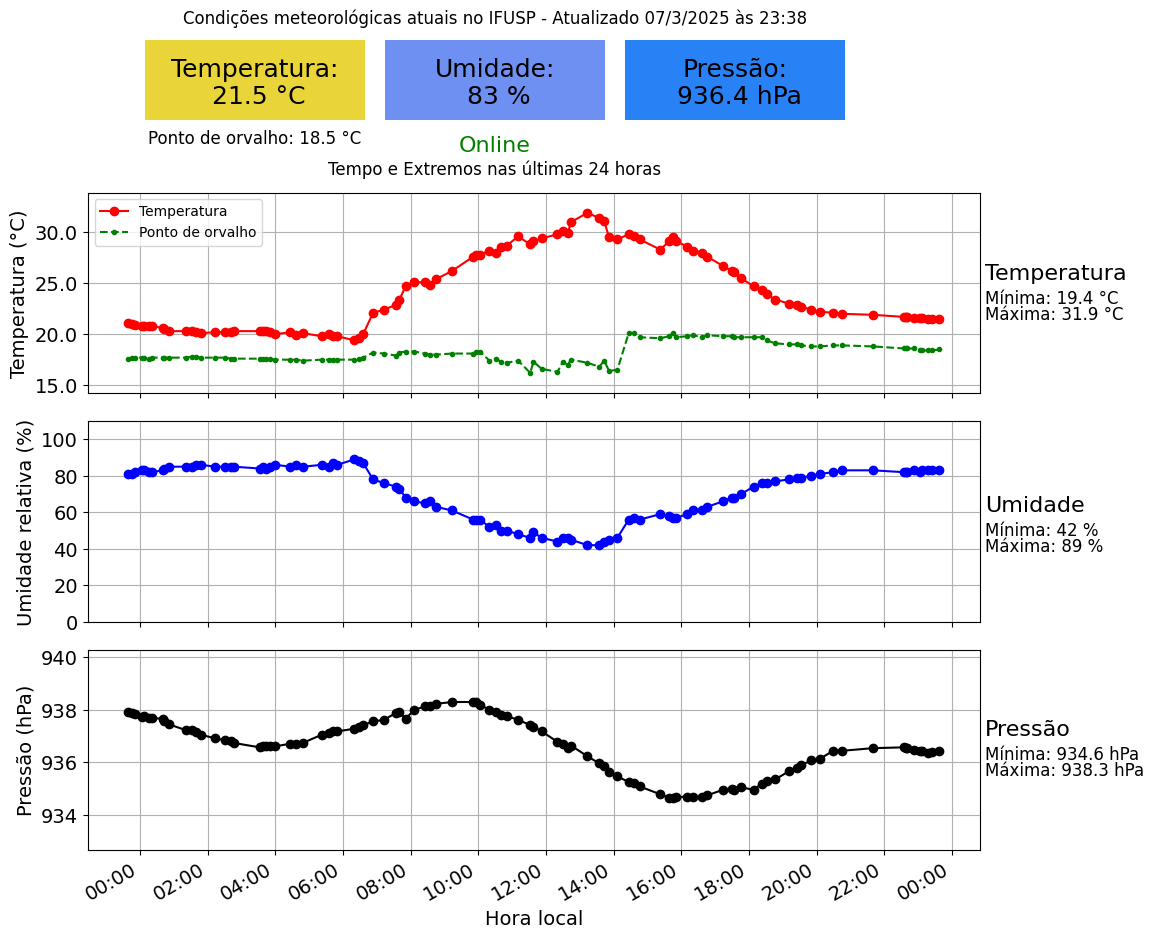 Condições meteorológicas atuais no IFUSP - Atualizado 07/3/2025 às 23:38
Temperatura:
21.5 °C
Umidade:
83 %
Pressão:
936.4 hPa
Ponto de orvalho: 18.5 °C
Online
Tempo e Extremos nas últimas 24 horas
Temperatura
Ponto de orvalho
Temperatura (°C)
30.0
25.0
20.0
15.0
Temperatura
Mínima: 19.4 °C
Máxima: 31.9 °C
Umidade relativa (%)
100
80
60
40
20
0
Umidade
Mínima: 42 %
Máxima: 89 %
Pressão (hPa)
940
938
936
934
Pressão
Mínima: 934.6 hPa
Máxima: 938.3 hPa
00:00 02:00 04:00 06:00 08:00 10:00 12:00 14:00 16:00 18:00 20:00 22:00 00:00
Hora local